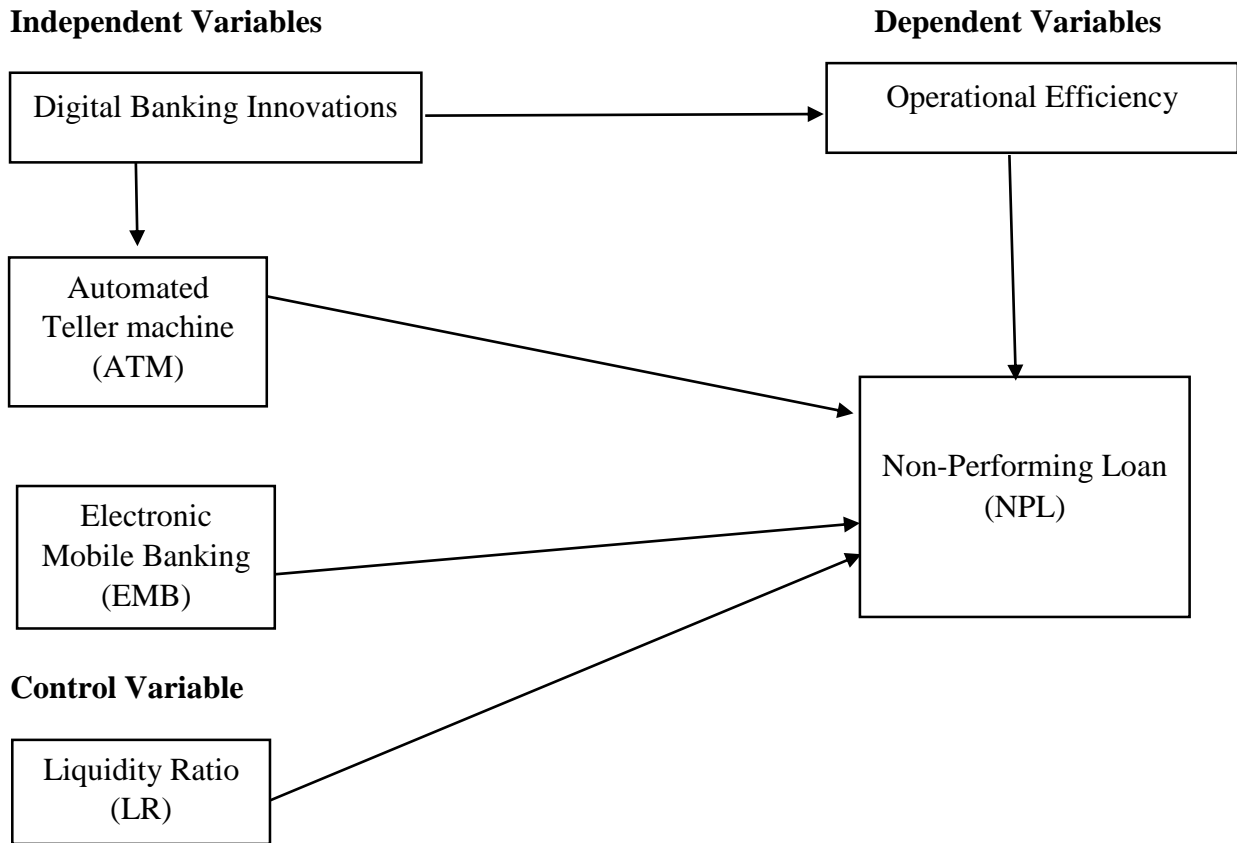 Independent Variables
Dependent Variables
Digital Banking Innovations
Operational Efficiency
Automated
Teller machine
(ATM)
Non-Performing Loan
(NPL)
Electronic
Mobile Banking
(EMB)
Control Variable
Liquidity Ratio
(LR)